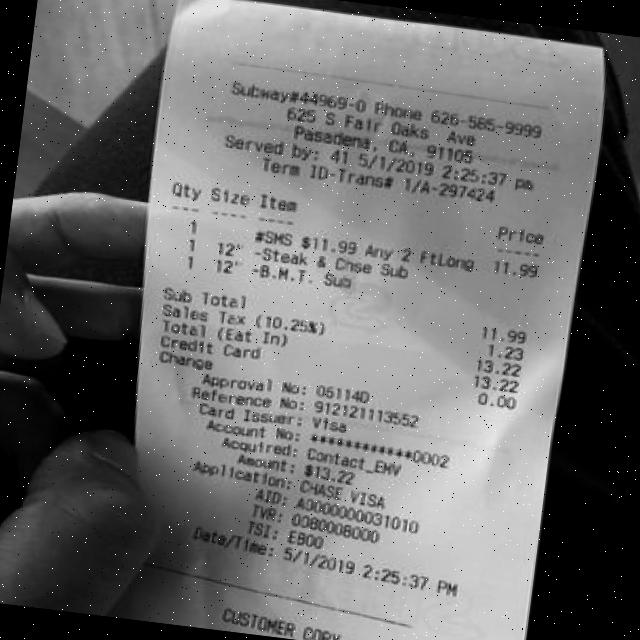 Subway#44969-0 Phone 626-585-9999
625 S Fair Oaks Ave
Pasadena, CA, 91105
Served by: 41 5/1/2019 2:25:37 pm
Term ID-Trans# 1/A-297424
Qty Size Item Price
--- ---- ---- -----
1 #SMS $11.99 Any 2 FtLong 11.99
1 12" -Steak & Chse Sub
1 12" -B.M.T. Sub
Sub Total 11.99
Sales Tax (10.25%) 1.23
Total (Eat In) 13.22
Credit Card 13.22
Change 0.00
Approval No: 06114D
Reference No: 912121113552
Card Issuer: Visa
Account No: ************0002
Acquired: Contact_EMV
Amount: $13.22
Application: CHASE VISA
AID: A0000000031010
TVR: 0080008000
TSI: E800
Date/Time: 5/1/2019 2:25:37 PM
CUSTOMER COPY